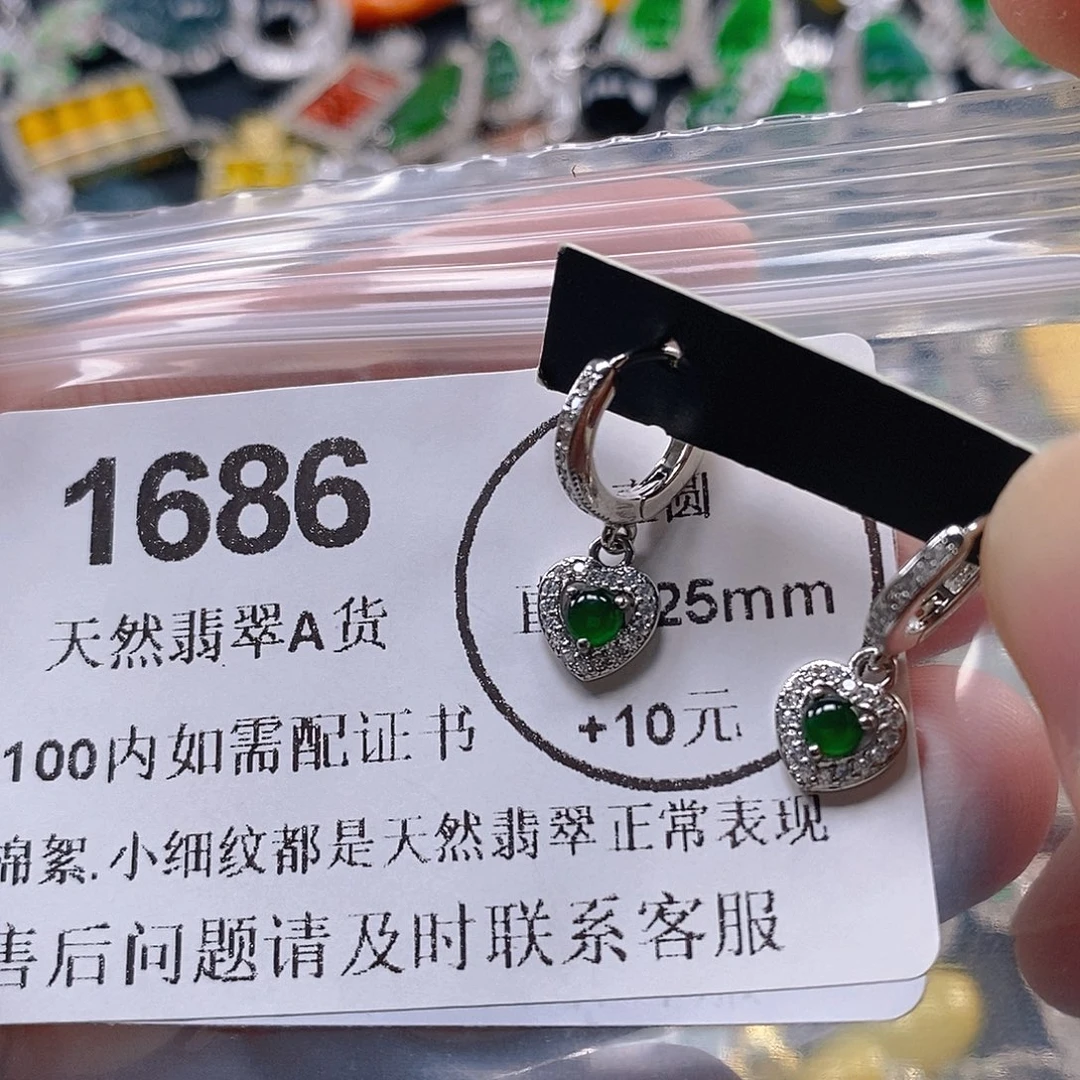 1686
圆
天然翡翠A货
25mm
+10元
100内如需配证书
棉絮.小细纹都是天然翡翠正常表现
售后问题请及时联系客服